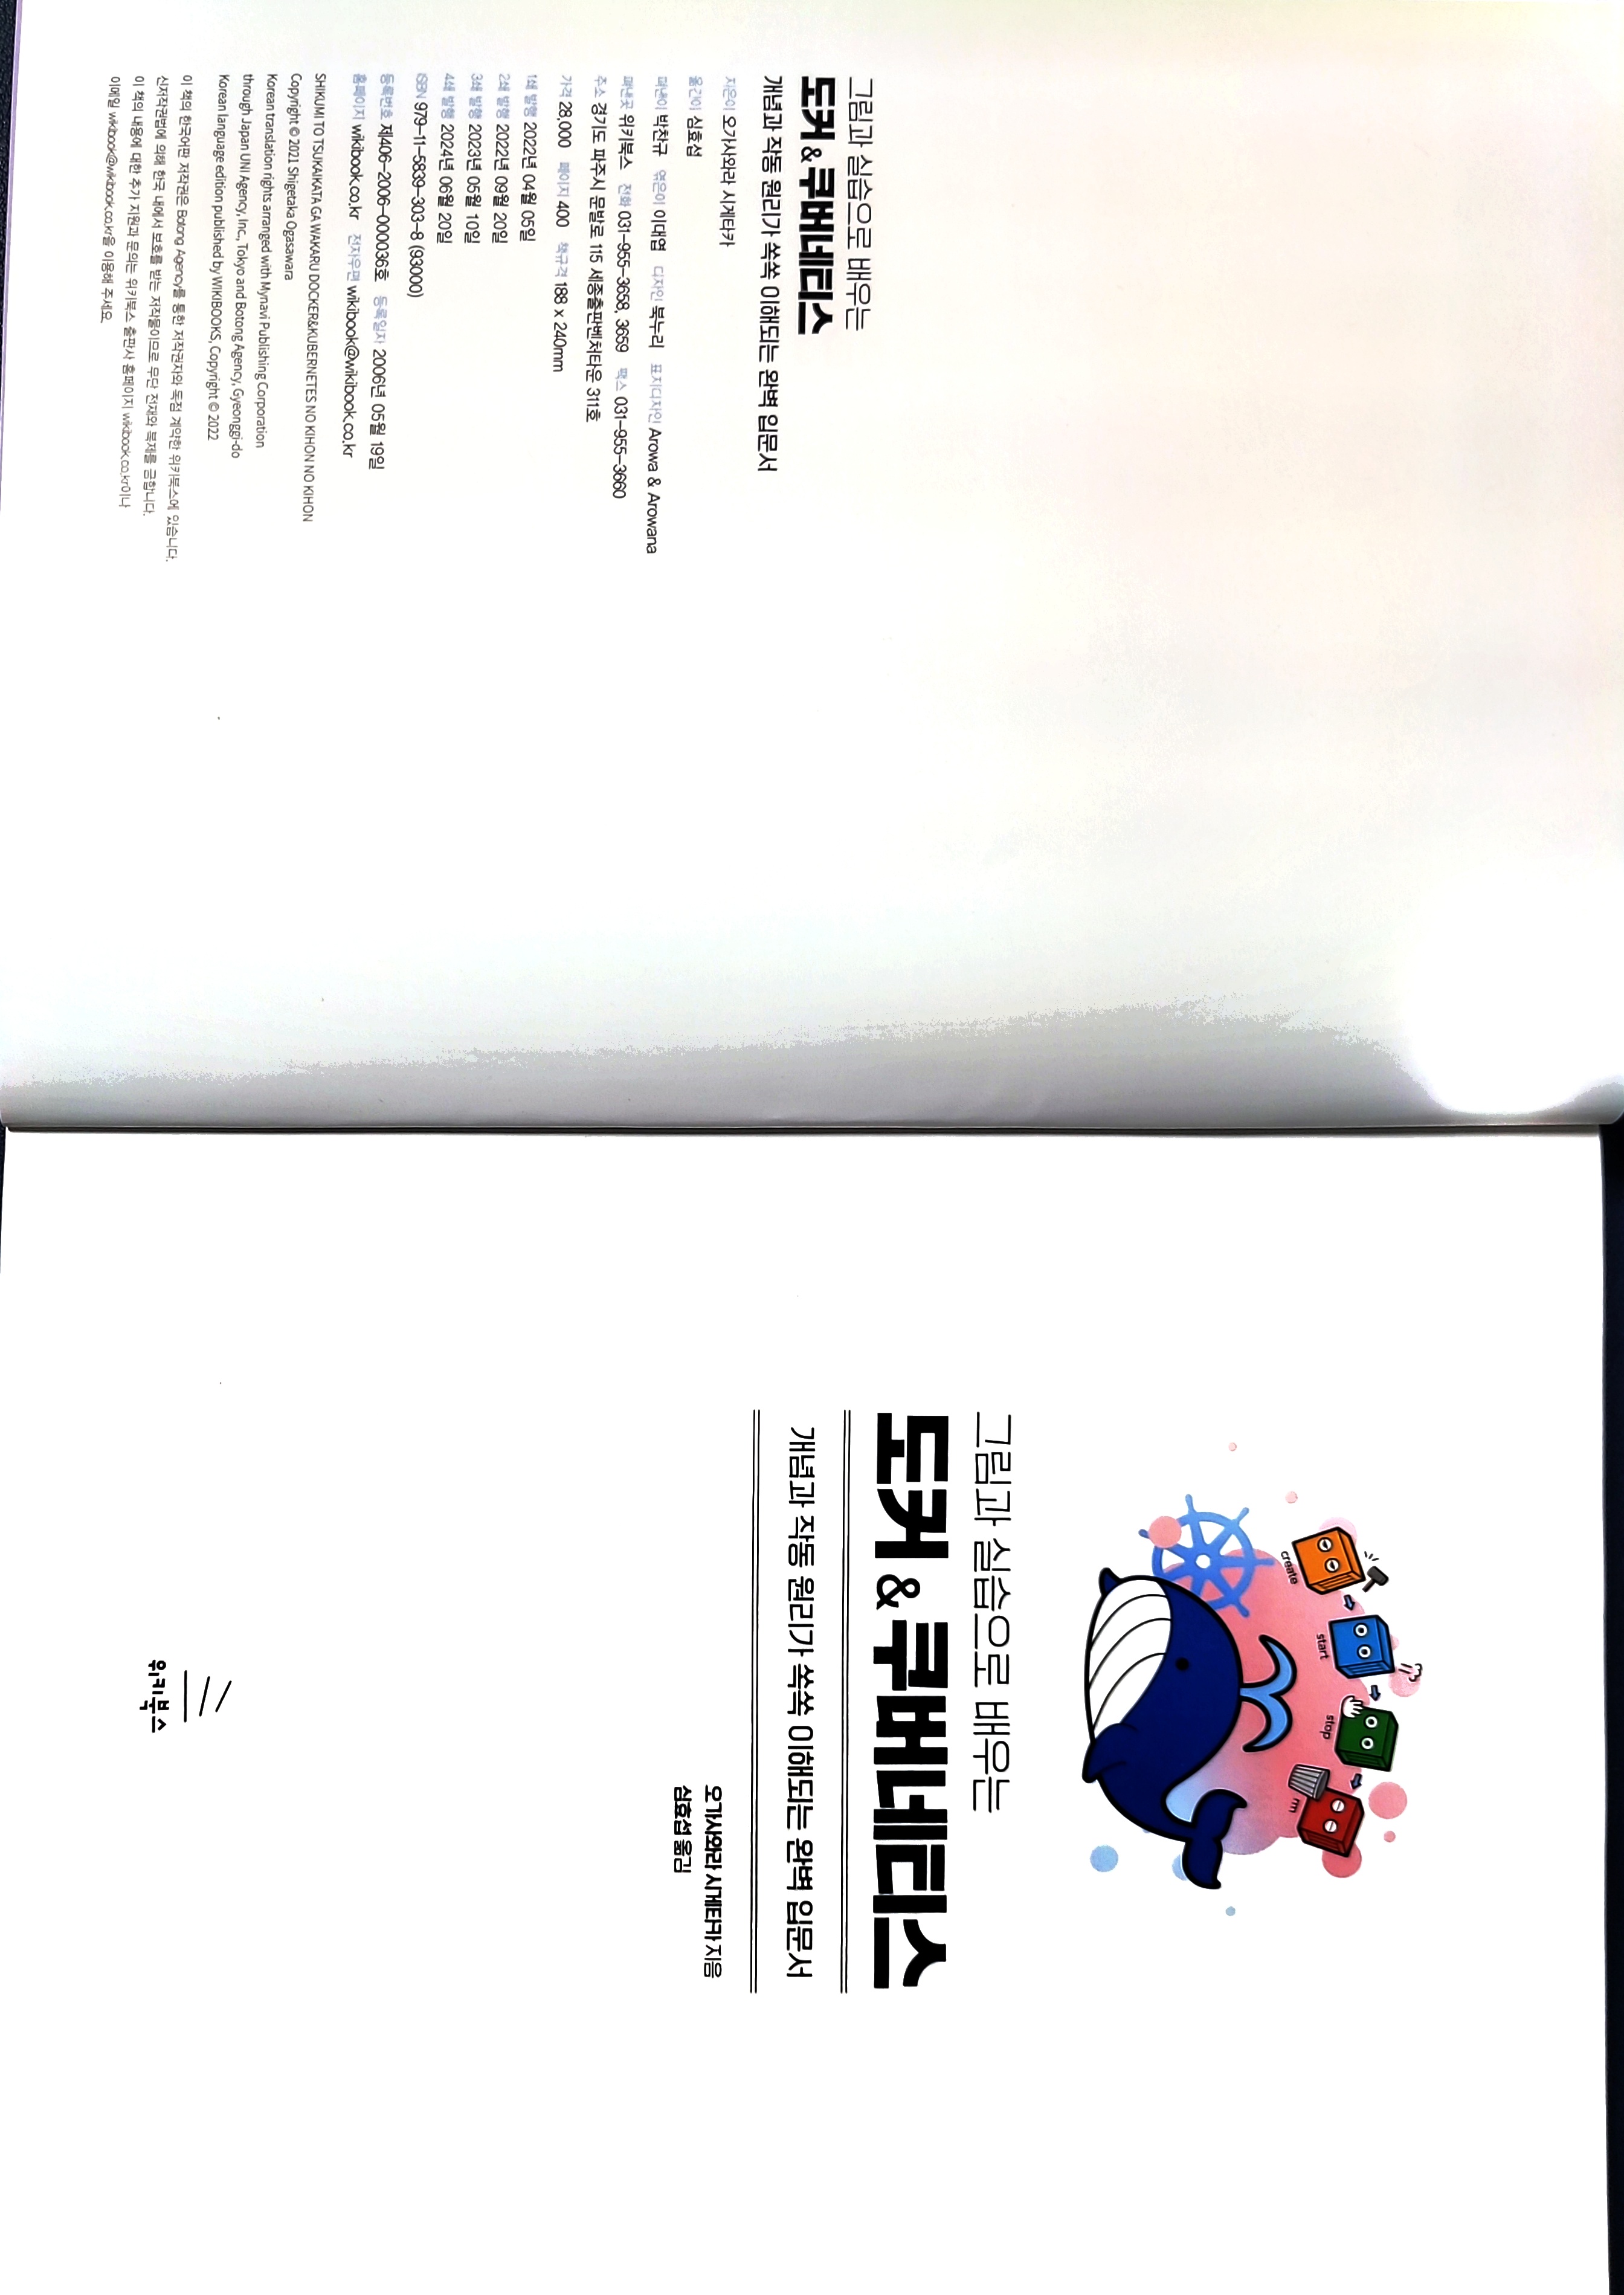 그림과 실습으로 배우는
도커 & 쿠버네티스
개념과 작동 원리가 쏙쏙 이해되는 완벽 입문서
지은이 오가사와라 시게타카
옮긴이 심효섭
펴낸이 박찬규 엮은이 이대엽 디자인 북누리 표지디자인 Arowa & Arowana
펴낸곳 위키북스 전화 031-955-3658, 3659 팩스 031-955-3660
주소 경기도 파주시 문발로 115 세종출판벤처타운 311호
가격 28,000 페이지 400 책규격 188 x 240mm
1쇄 발행 2022년 04월 05일
2쇄 발행 2022년 09월 20일
3쇄 발행 2023년 05월 10일
4쇄 발행 2024년 06월 20일
ISBN 979-11-5839-303-8 (93000)
등록번호 제406-2006-000036호 등록일자 2006년 05월 19일
홈페이지 wikibook.co.kr 전자우편 wikibook@wikibook.co.kr
SHIKUMI TO TSUKAIKATA GA WAKARU DOCKER&KUBERNETES NO KIHON NO KIHON
Copyright © 2021 Shigetaka Ogasawara
Korean translation rights arranged with Mynavi Publishing Corporation
through Japan UNI Agency, Inc., Tokyo and Botong Agency, Gyeonggi-do
Korean language edition published by WIKIBOOKS, Copyright © 2022
이 책의 한국어판 저작권은 Botong Agency를 통한 저작권자와 독점 계약한 위키북스에 있습니다.
신저작권법에 의해 한국 내에서 보호를 받는 저작물이므로 무단 전재와 복제를 금합니다.
이 책의 내용에 대한 추가 지원과 문의는 위키북스 출판사 홈페이지 wikibook.co.kr이나
이메일 wikibook@wikibook.co.kr을 이용해 주세요.
create
start
stop
rm
그림과 실습으로 배우는
도커 & 쿠버네티스
개념과 작동 원리가 쏙쏙 이해되는 완벽 입문서
오가사와라 시게타카 지음
심효섭 옮김
위키북스